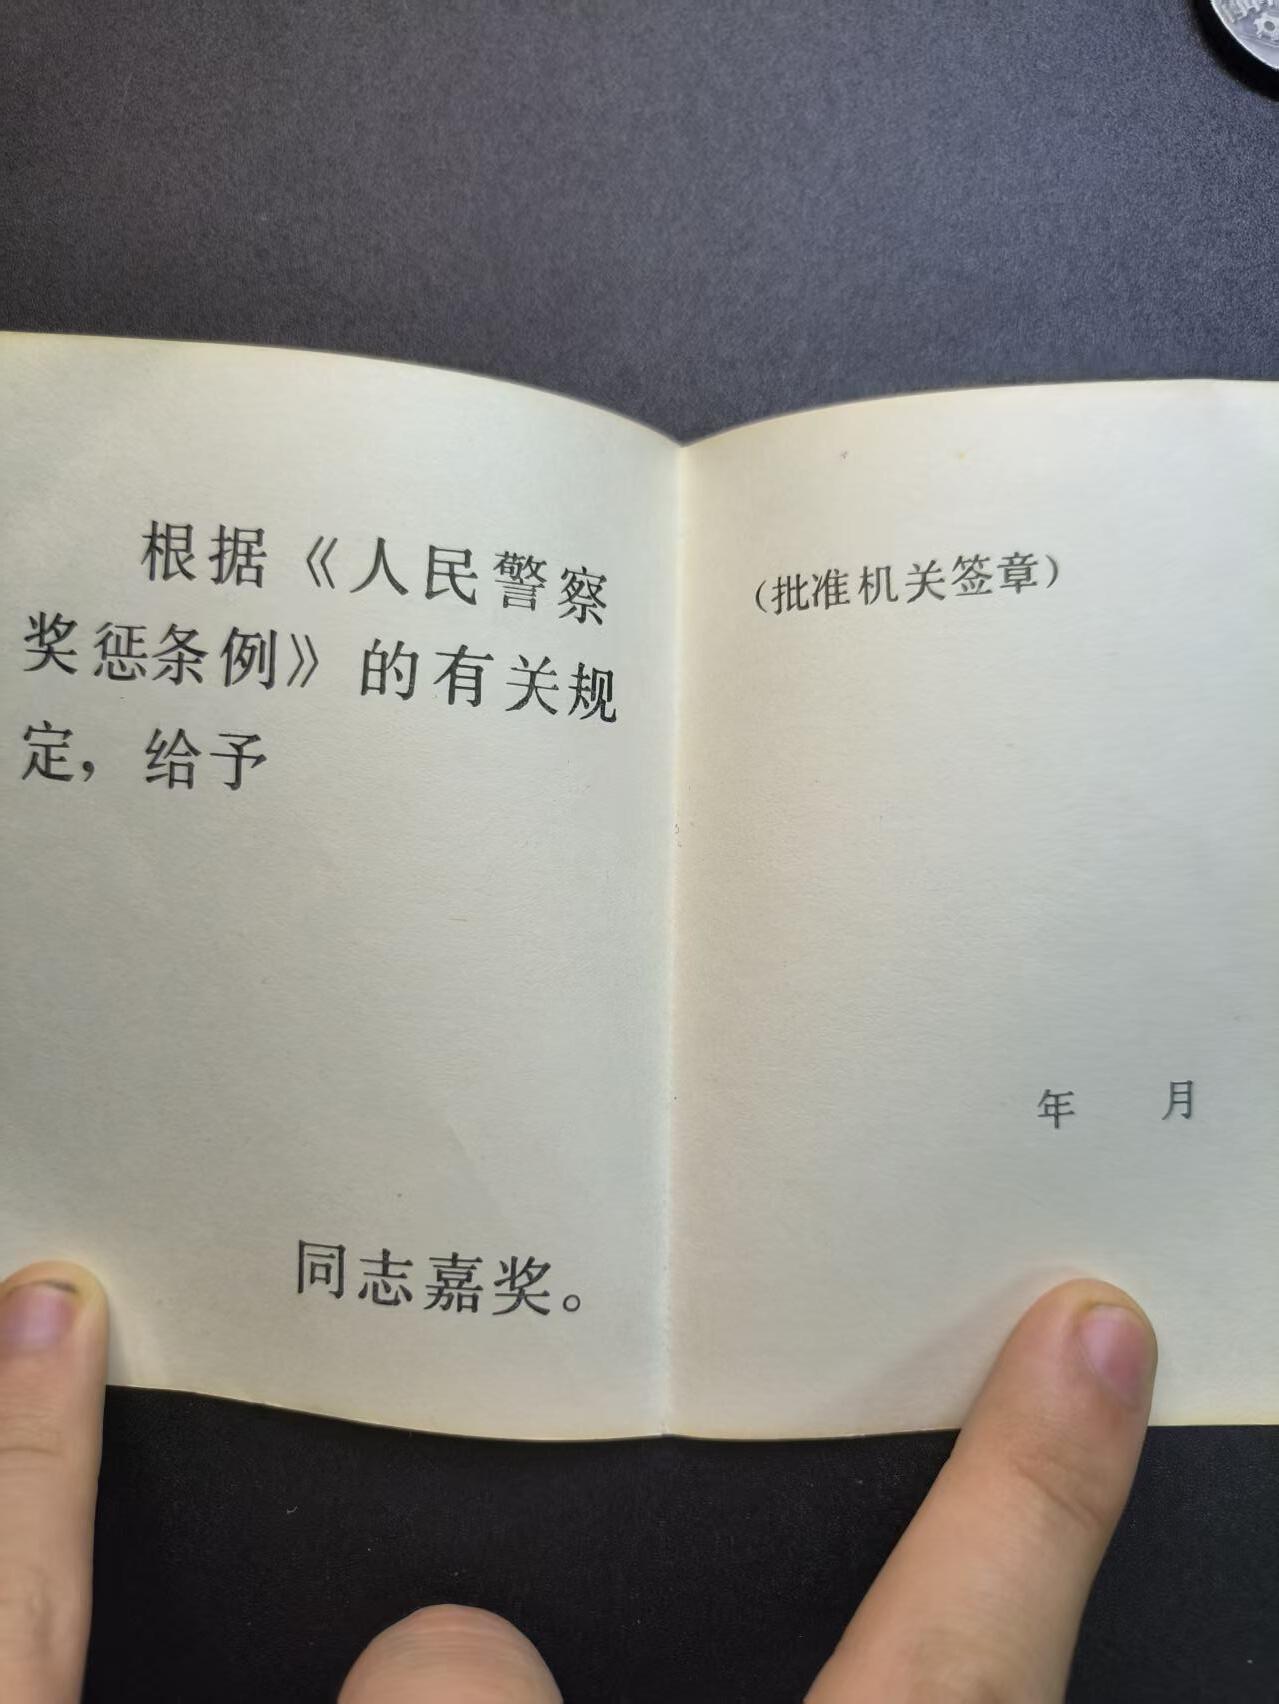 根据《人民警察
奖惩条例》的有关规
定，给予
同志嘉奖。
（批准机关签章）
年 月